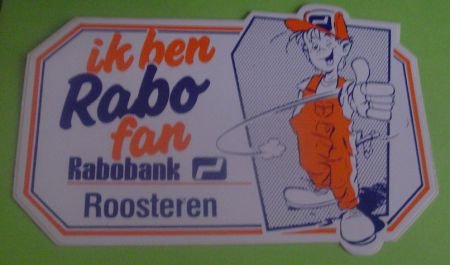 ik ben
Rabo
fan
Rabobank
Roosteren